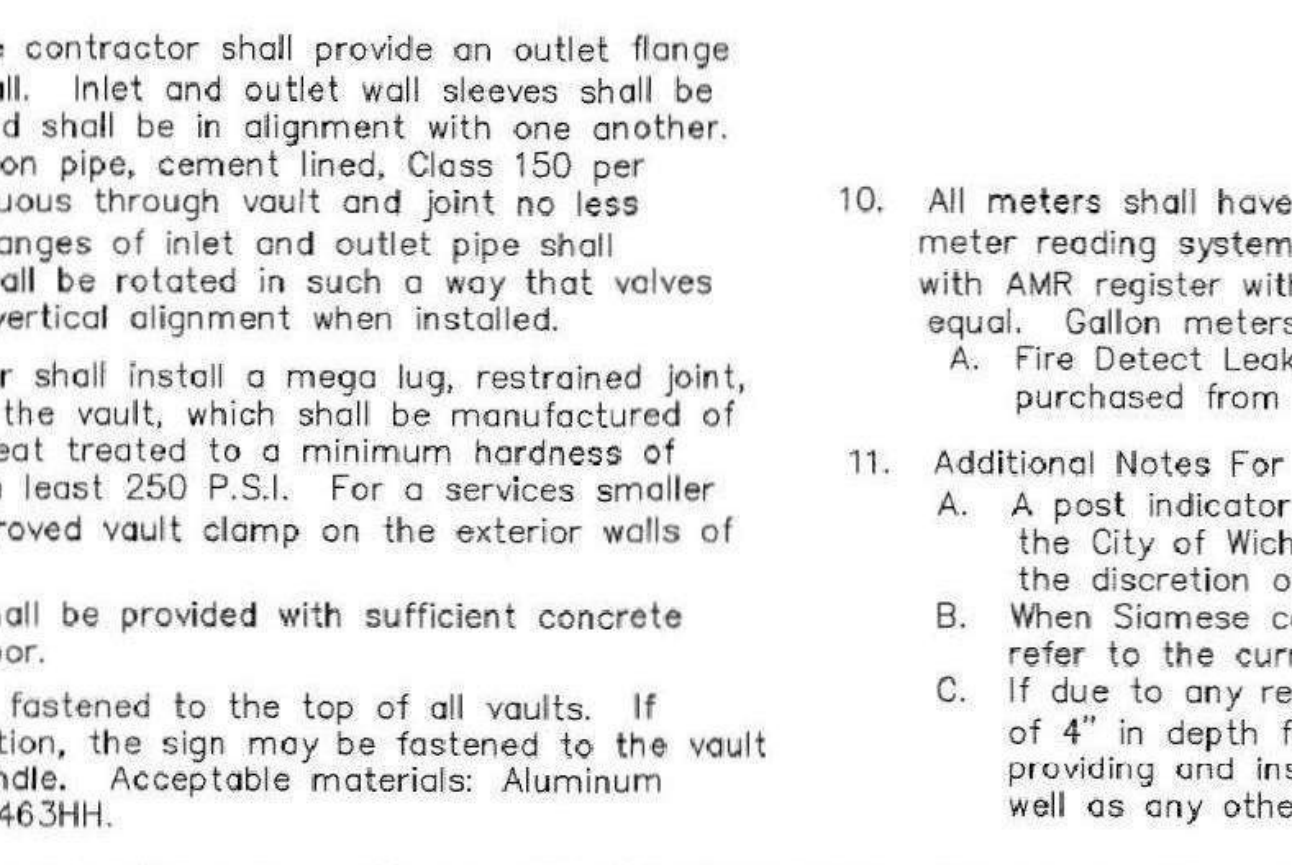 contractor shall provide an outlet flange
all. Inlet and outlet wall sleeves shall be
d shall be in alignment with one another.
on pipe, cement lined, Class 150 per
uous through vault and joint no less
anges of inlet and outlet pipe shall
all be rotated in such a way that valves
vertical alignment when installed.
r shall install a mega lug, restrained joint,
the vault, which shall be manufactured of
eat treated to a minimum hardness of
least 250 P.S.I. For a services smaller
roved vault clamp on the exterior walls of
all be provided with sufficient concrete
or.
fastened to the top of all vaults. If
tion, the sign may be fastened to the vault
ndle. Acceptable materials: Aluminum
463HH.
10. All meters shall have
meter reading system
with AMR register with
equal. Gallon meters
A. Fire Detect Leak
purchased from
11. Additional Notes For
A. A post indicator
the City of Wich
the discretion o
B. When Siamese c
refer to the curr
C. If due to any re
of 4" in depth f
providing and ins
well as any othe